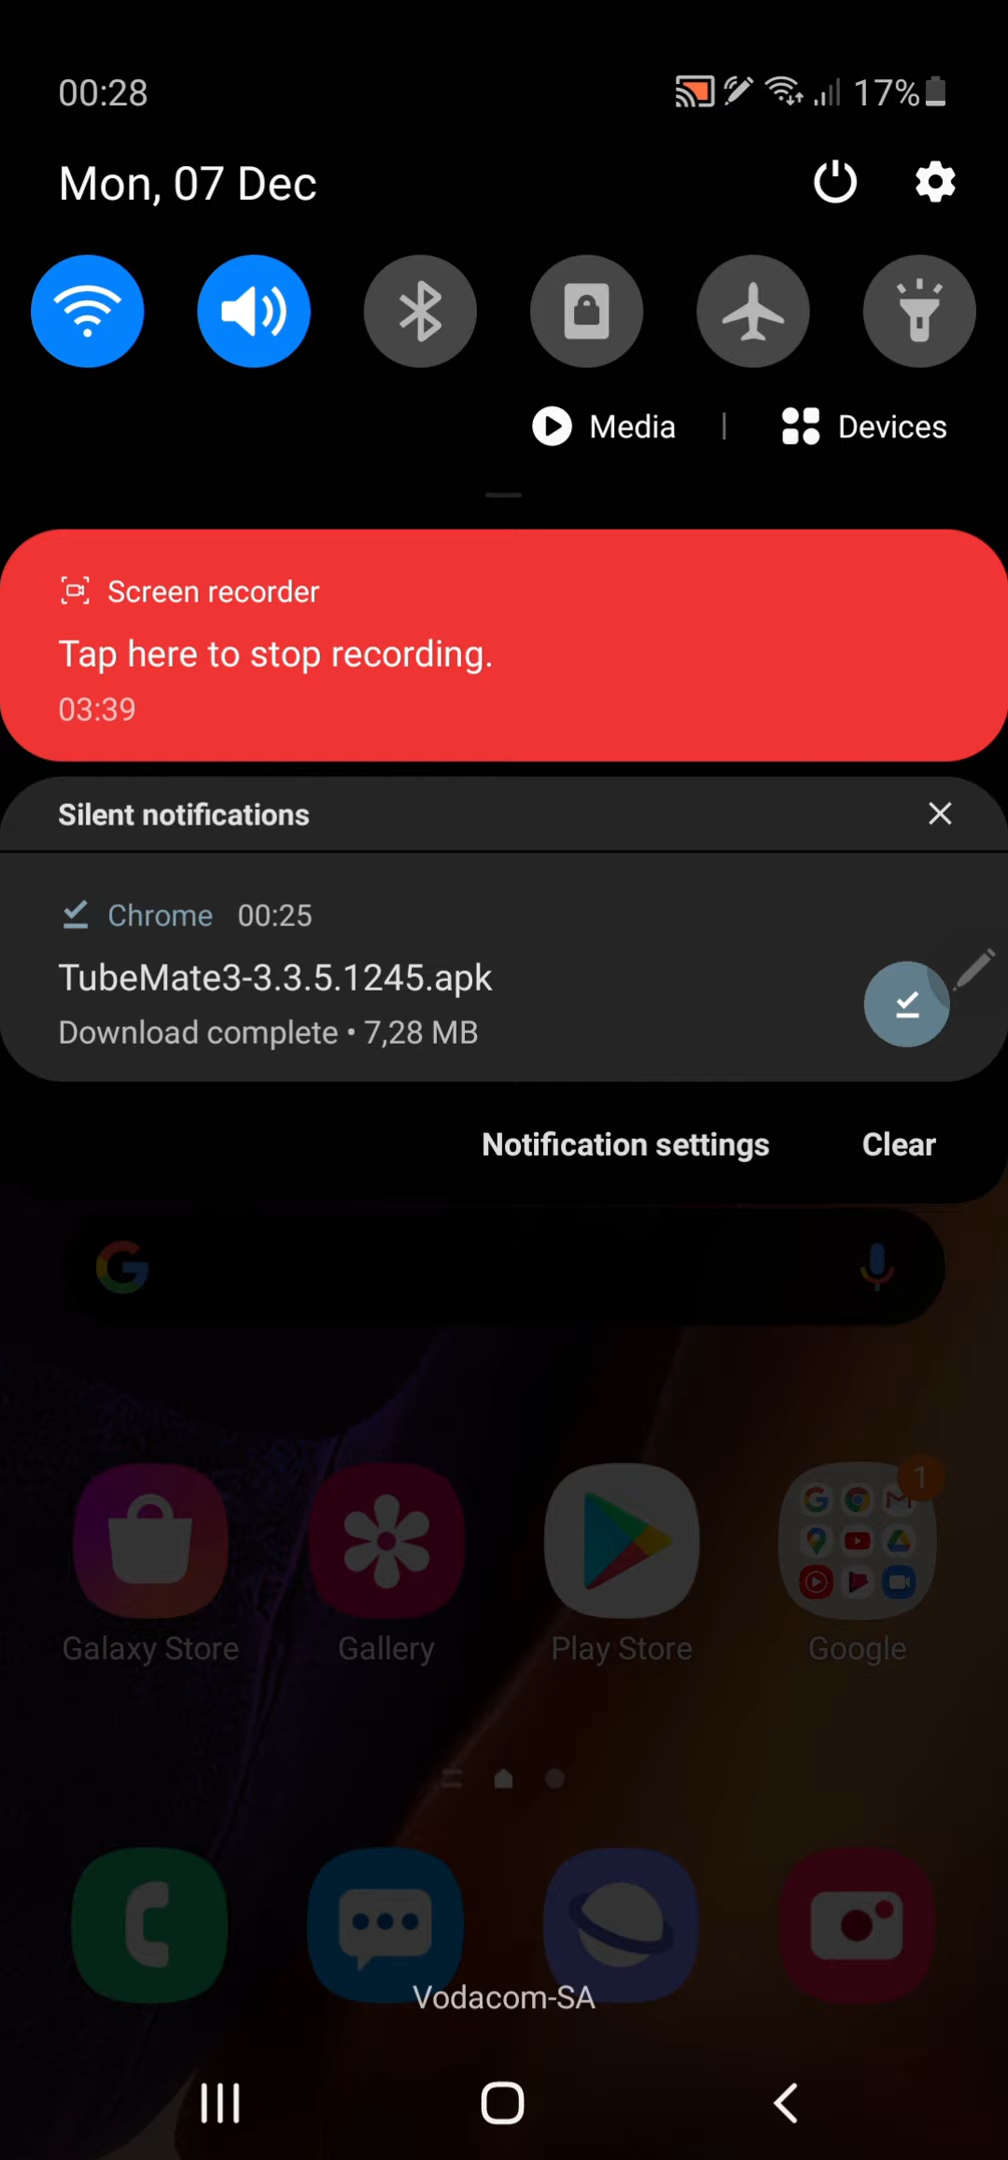 00:28
17%
Mon, 07 Dec
Media | Devices
Screen recorder
Tap here to stop recording.
03:39
Silent notifications
Chrome 00:25
TubeMate3-3.3.5.1245.apk
Download complete • 7,28 MB
Notification settings Clear
1
Galaxy Store Gallery Play Store Google
Vodacom-SA